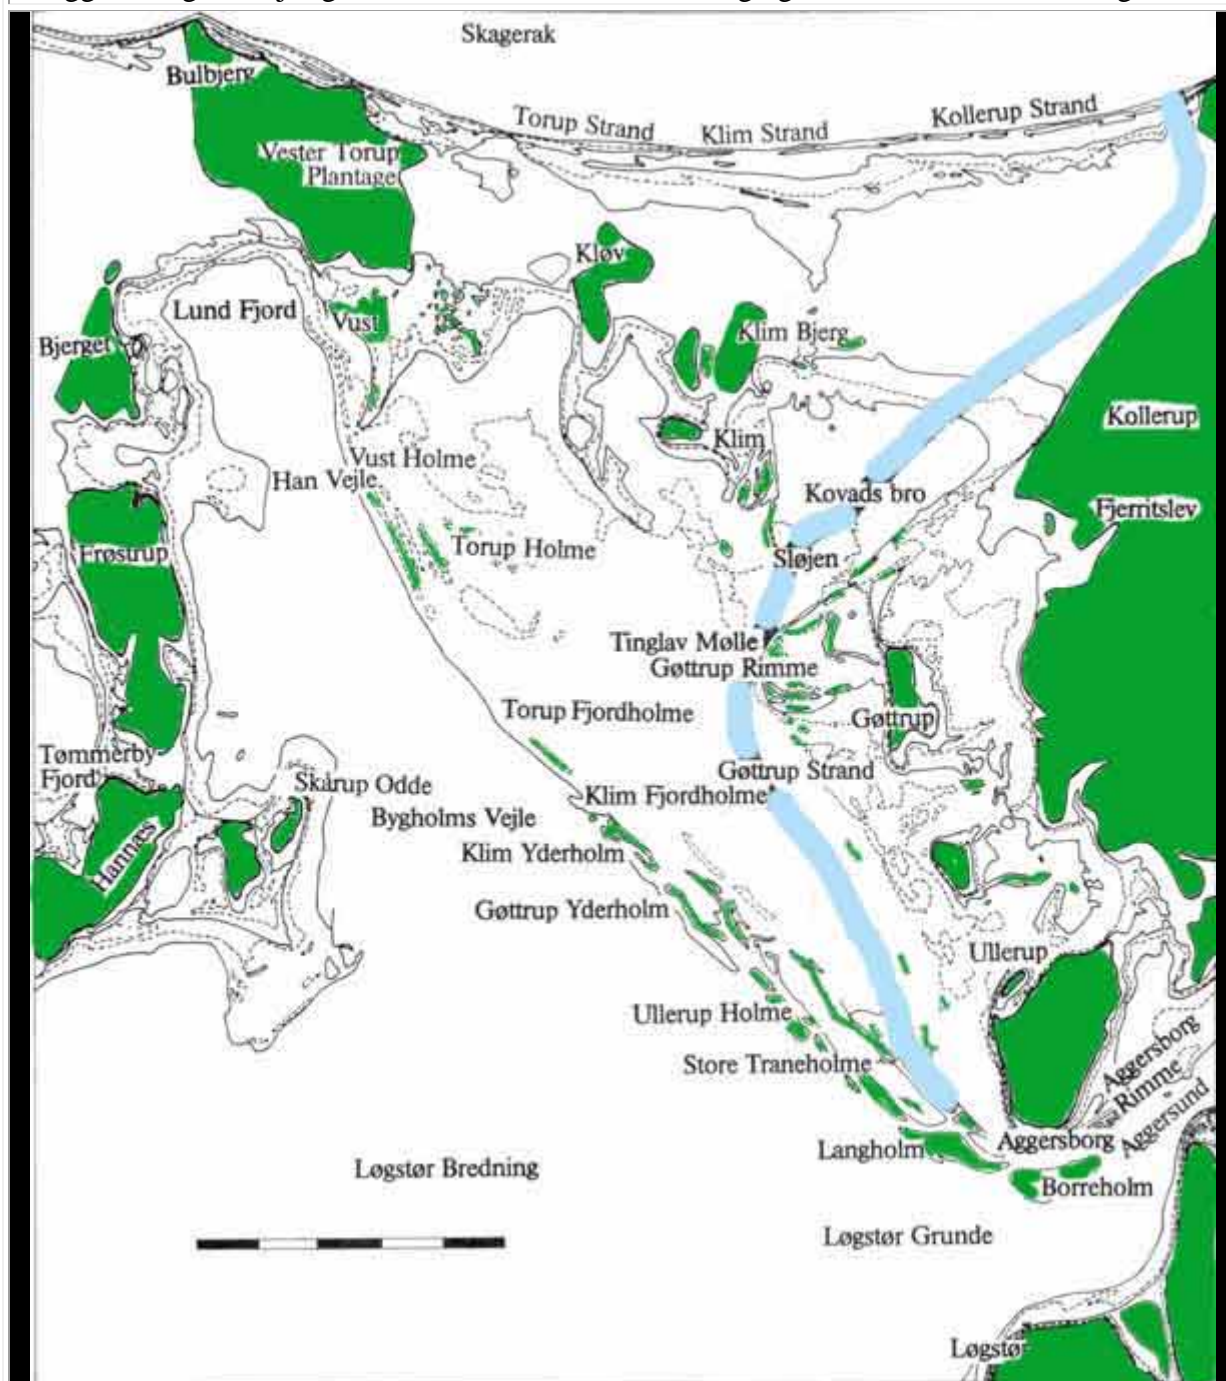 Skagerak
Bulbjerg
Torup Strand
Klim Strand
Kollerup Strand
Vester Torup
Plantage
Kløv
Lund Fjord
Vust
Klim Bjerg
Bjerget
Kollerup
Klim
Vust Holme
Han Vejle
Kovads bro
Fjerritslev
Frøstrup
Torup Holme
Sløjen
Tinglav Mølle
Gøttrup Rimme
Torup Fjordholme
Gøttrup
Tømmerby
Fjord
Gøttrup Strand
Skårup Odde
Klim Fjordholme
Bygholms Vejle
Klim Yderholm
Hannæs
Gøttrup Yderholm
Ullerup
Ullerup Holme
Store Traneholme
Aggersborg
Rimme
Aggersund
Langholm
Aggersborg
Løgstør Bredning
Borreholm
Løgstør Grunde
Løgstør